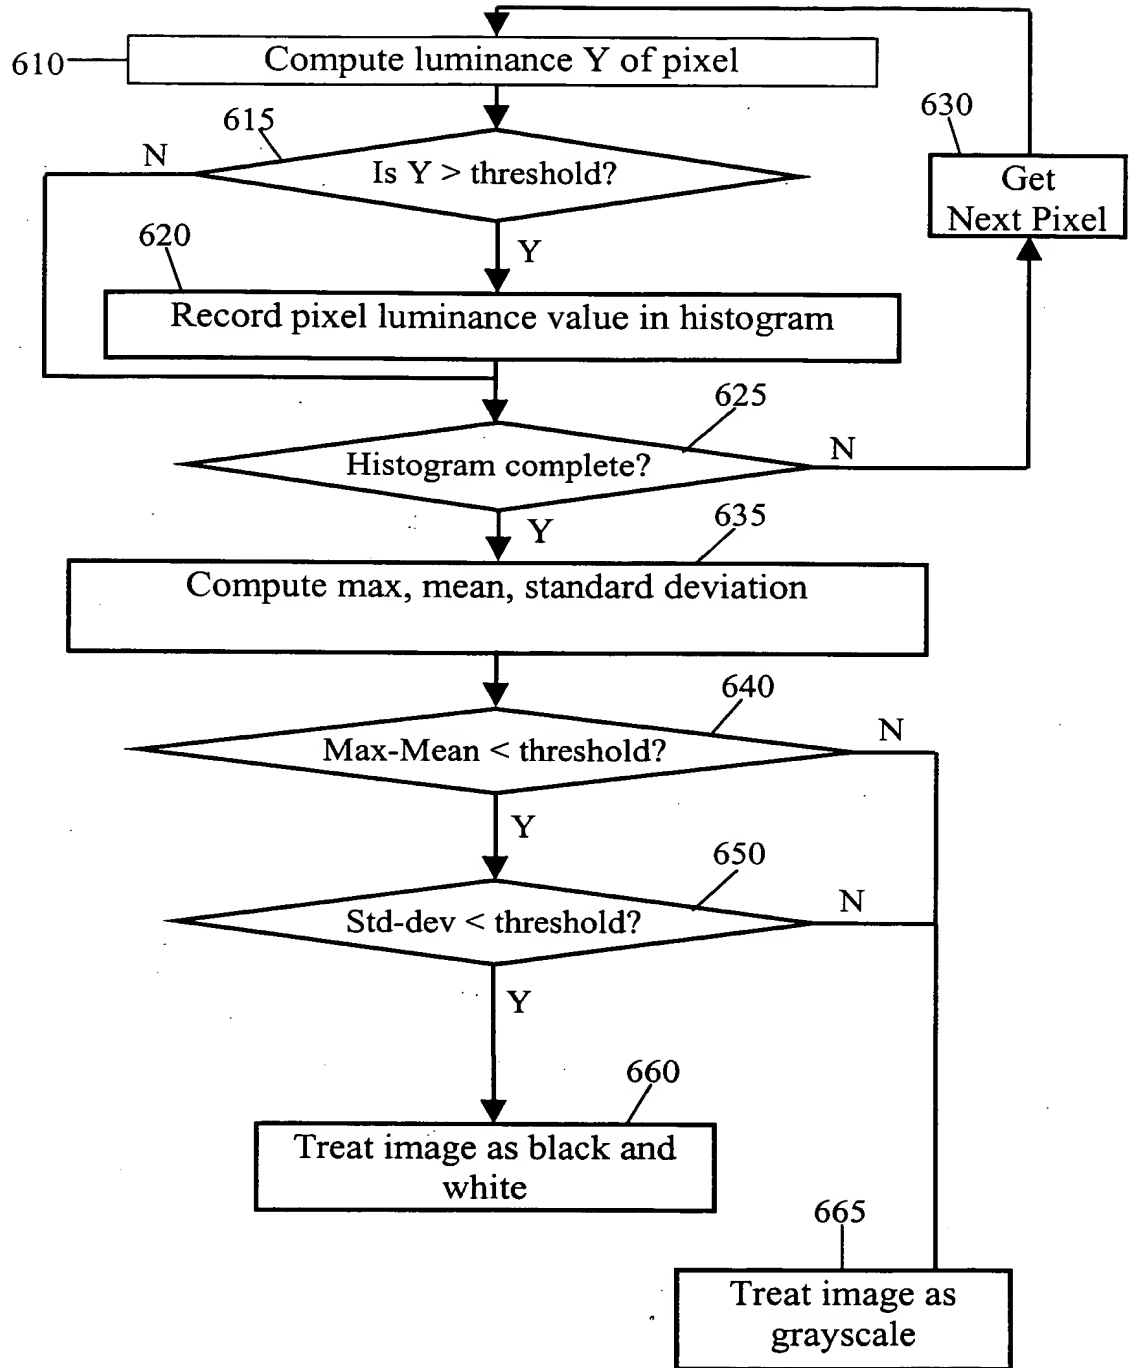 610
Compute luminance Y of pixel
615
630
N
Is Y > threshold?
Get
Next Pixel
620
Y
Record pixel luminance value in histogram
625
N
Histogram complete?
635
Y
Compute max, mean, standard deviation
640
N
Max-Mean < threshold?
Y
650
N
Std-dev < threshold?
Y
660
Treat image as black and
white
665
Treat image as
grayscale